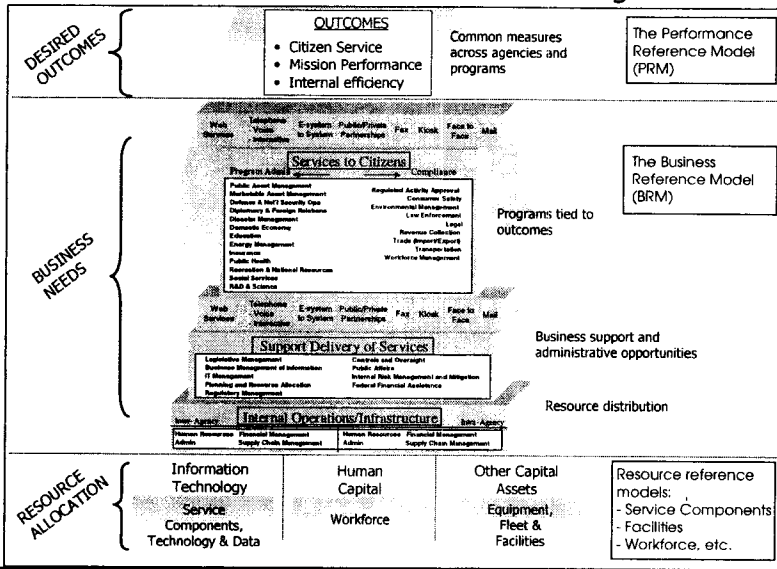 DESIRED
OUTCOMES
OUTCOMES
• Citizen Service
• Mission Performance
• Internal efficiency
Common measures
across agencies and
programs
The Performance
Reference Model
(PRM)
BUSINESS
NEEDS
Web
Services
Telephone
- Voice
- Interactive
E-system
to System
Public/Private
Partnerships
Fax
Kiosk
Face to
Face
Mail
Services to Citizens
Program Admin
Compliance
Public Asset Management
Marketable Asset Management
Defense & Nat'l Security Ops
Diplomacy & Foreign Relations
Disaster Management
Domestic Economy
Education
Energy Management
Insurance
Public Health
Recreation & National Resources
Social Services
R&D & Science
Regulated Activity Approval
Consumer Safety
Environmental Management
Law Enforcement
Legal
Revenue Collection
Trade (Import/Export)
Transportation
Workforce Management
Programs tied to
outcomes
The Business
Reference Model
(BRM)
Web
Services
Telephone
- Voice
- Interactive
E-system
to System
Public/Private
Partnerships
Fax
Kiosk
Face to
Face
Mail
Support Delivery of Services
Legislative Management
Business Management of Information
IT Management
Planning and Resource Allocation
Regulatory Management
Controls and Oversight
Public Affairs
Internal Risk Management and Mitigation
Federal Financial Assistance
Business support and
administrative opportunities
Inter-Agency
Internal Operations/Infrastructure
Intra-Agency
Human Resources
Financial Management
Admin
Supply Chain Management
Human Resources
Financial Management
Admin
Supply Chain Management
Resource distribution
RESOURCE
ALLOCATION
Information
Technology
Service
Components,
Technology & Data
Human
Capital
Workforce
Other Capital
Assets
Equipment,
Fleet &
Facilities
Resource reference
models:
- Service Components
- Facilities
- Workforce, etc.